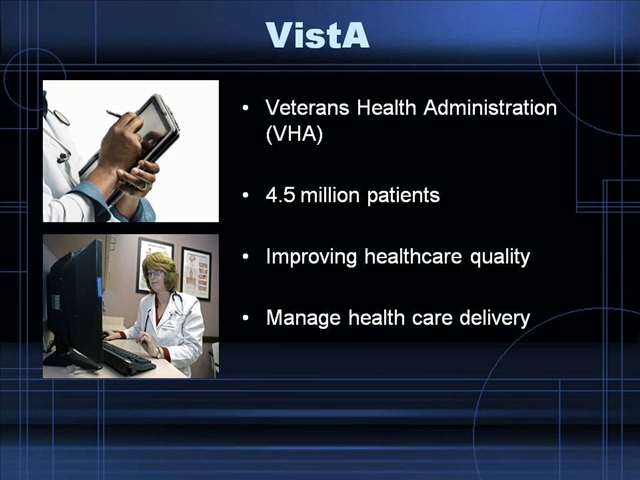 VistA
• Veterans Health Administration
(VHA)
• 4.5 million patients
• Improving healthcare quality
• Manage health care delivery